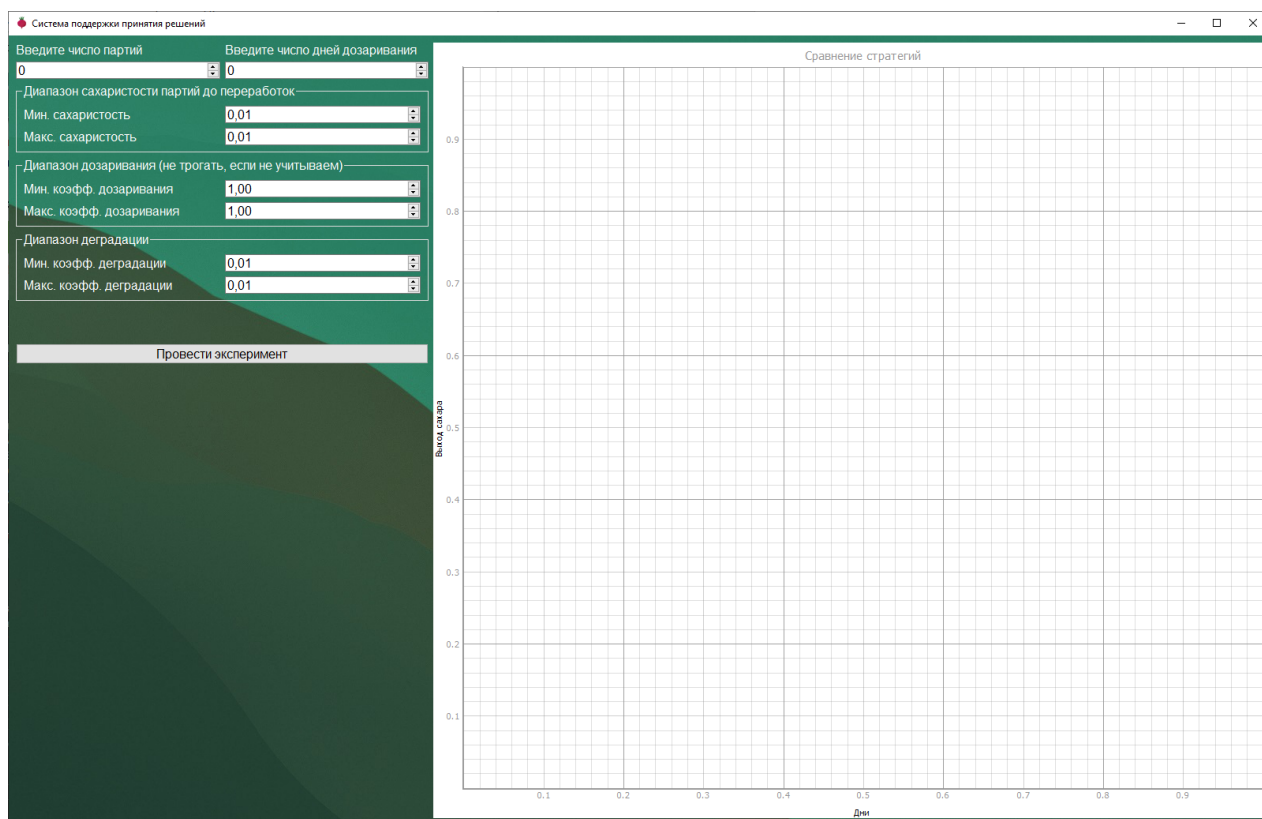 Система поддержки принятия решений
Введите число партий Введите число дней дозаривания
0 0
Диапазон сахаристости партий до переработок
Мин. сахаристость 0,01
Макс. сахаристость 0,01
Диапазон дозаривания (не трогать, если не учитываем)
Мин. коэфф. дозаривания 1,00
Макс. коэфф. дозаривания 1,00
Диапазон деградации
Мин. коэфф. деградации 0,01
Макс. коэфф. деградации 0,01
Провести эксперимент
Сравнение стратегий
0.9
0.8
0.7
0.6
0.5
0.4
0.3
0.2
0.1
Выход сахара
0.1 0.2 0.3 0.4 0.5 0.6 0.7 0.8 0.9
Дни